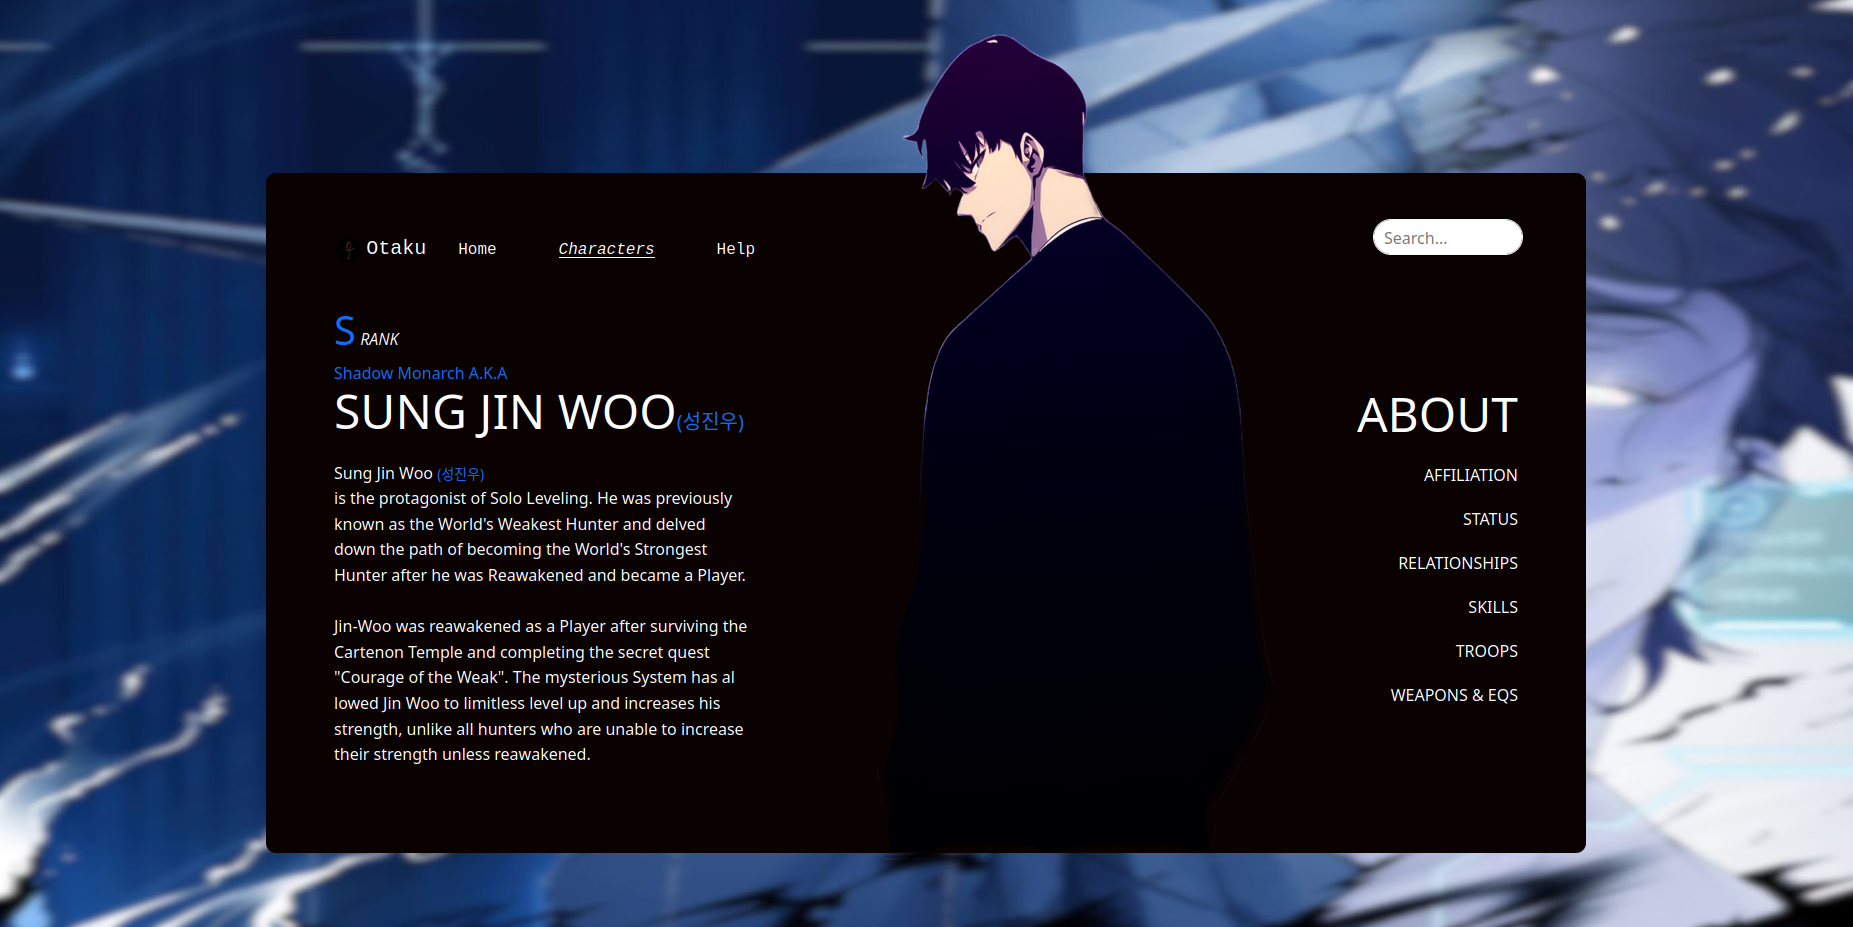 Otaku Home Characters Help Search...
S RANK
Shadow Monarch A.K.A
SUNG JIN WOO(성진우)
Sung Jin Woo (성진우)
is the protagonist of Solo Leveling. He was previously
known as the World's Weakest Hunter and delved
down the path of becoming the World's Strongest
Hunter after he was Reawakened and became a Player.
Jin-Woo was reawakened as a Player after surviving the
Cartenon Temple and completing the secret quest
"Courage of the Weak". The mysterious System has al
lowed Jin Woo to limitless level up and increases his
strength, unlike all hunters who are unable to increase
their strength unless reawakened.
ABOUT
AFFILIATION
STATUS
RELATIONSHIPS
SKILLS
TROOPS
WEAPONS & EQS